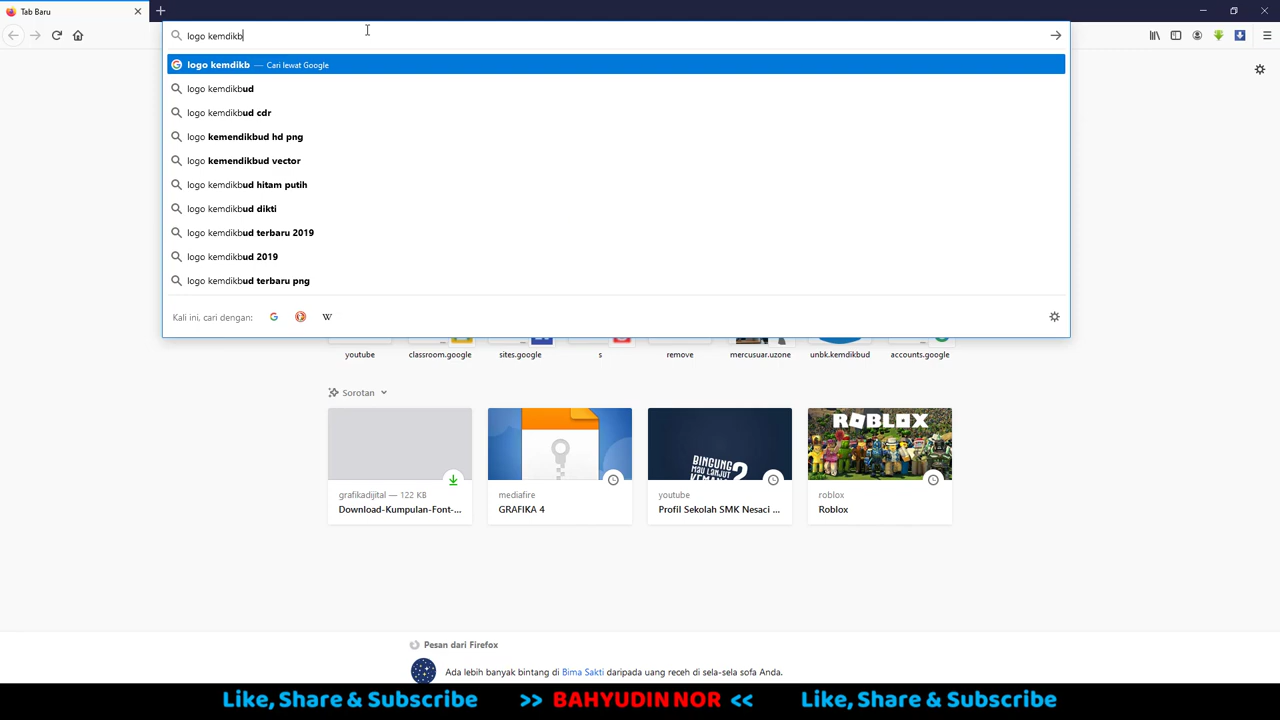 Tab Baru
logo kemdikb
logo kemdikb — Cari lewat Google
logo kemdikbud
logo kemdikbud cdr
logo kemendikbud hd png
logo kemendikbud vector
logo kemdikbud hitam putih
logo kemdikbud dikti
logo kemdikbud terbaru 2019
logo kemdikbud 2019
logo kemdikbud terbaru png
Kali ini, cari dengan: G W
youtube classroom.google sites.google s remove mercusuar.uzone unbk.kemdikbud accounts.google
Sorotan
BINGUNG MAU LANJUT
2
ROBLOX
grafikadijital — 122 KB
Download-Kumpulan-Font-...
mediafire
GRAFIKA 4
youtube
Profil Sekolah SMK Nesaci ...
roblox
Roblox
Pesan dari Firefox
Ada lebih banyak bintang di Bima Sakti daripada uang receh di sela-sela sofa Anda.
Like, Share & Subscribe >> BAHYUDIN NOR << Like, Share & Subscribe